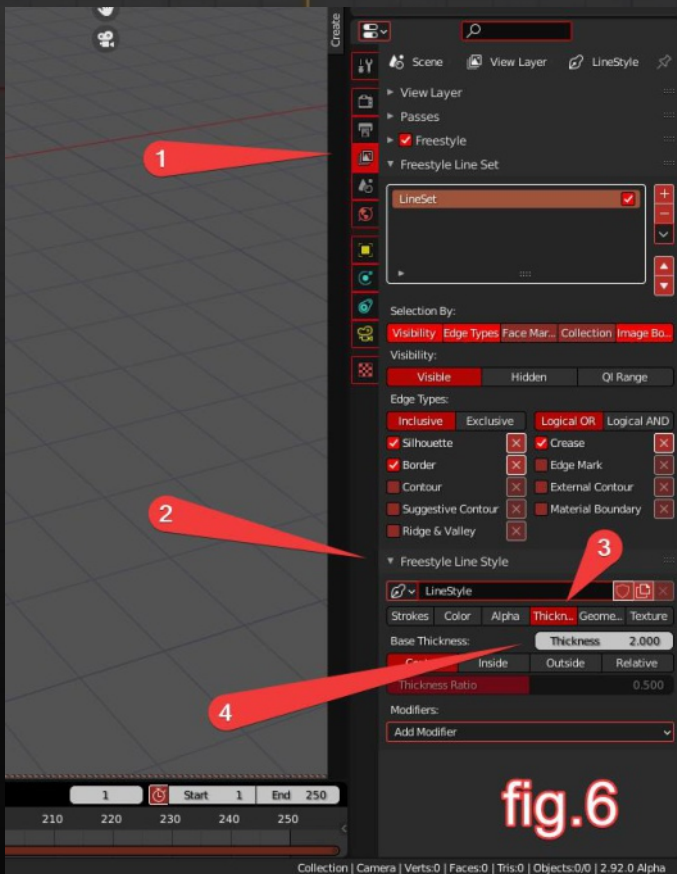 Create
Scene View Layer LineStyle
View Layer
Passes
1
Freestyle
Freestyle Line Set
LineSet
Selection By:
Visibility Edge Types Face Mar... Collection Image Bo...
Visibility:
Visible Hidden QI Range
Edge Types:
Inclusive Exclusive Logical OR Logical AND
Silhouette Crease
Border Edge Mark
Contour External Contour
Suggestive Contour Material Boundary
2
Ridge & Valley
3
Freestyle Line Style
LineStyle
Strokes Color Alpha Thickn... Geome... Texture
Base Thickness: Thickness 2.000
Inside Outside Relative
Thickness Ratio 0.500
4
Modifiers:
Add Modifier
fig.6
1 Start 1 End 250
210 220 230 240 250
Collection | Camera | Verts:0 | Faces:0 | Tris:0 | Objects:0/0 | 2.92.0 Alpha